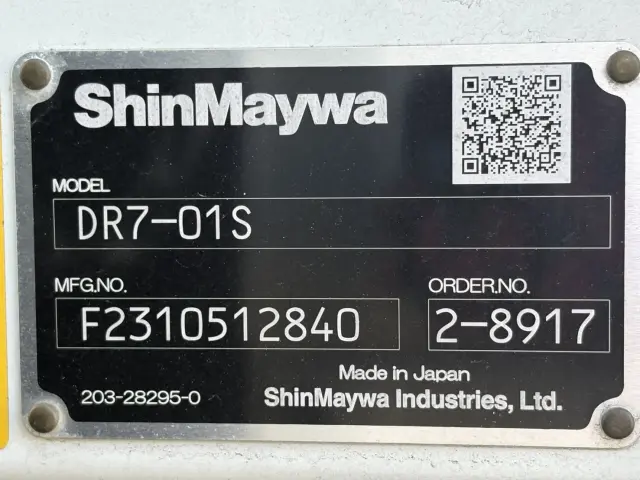 ShinMaywa
MODEL
DR7-01S
MFG.NO.
F2310512840
ORDER.NO.
2-8917
Made in Japan
203-28295-0
ShinMaywa Industries, Ltd.